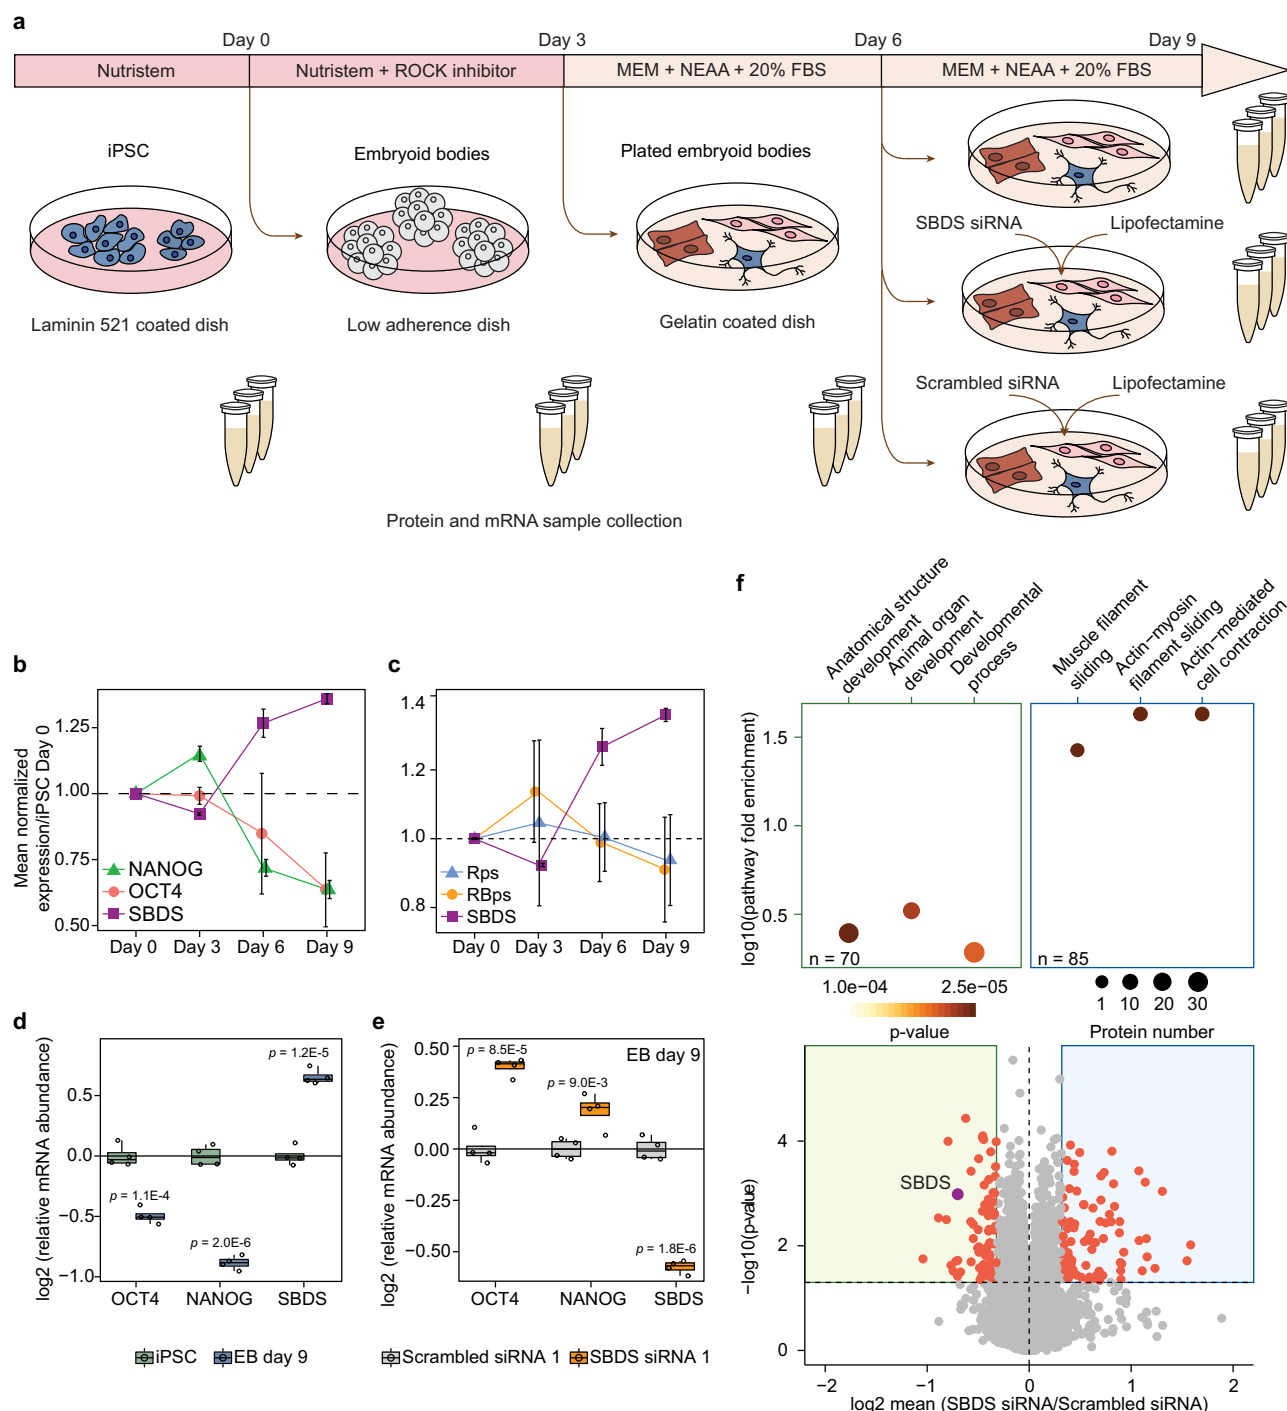 a
Day 0
Day 3
Day 6
Day 9
Nutristem
Nutristem + ROCK inhibitor
MEM + NEAA + 20% FBS
MEM + NEAA + 20% FBS
iPSC
Embryoid bodies
Plated embryoid bodies
SBDS siRNA
Lipofectamine
Laminin 521 coated dish
Low adherence dish
Gelatin coated dish
Scrambled siRNA
Lipofectamine
Protein and mRNA sample collection
b
Mean normalized
expression/iPSC Day 0
1.25
1.00
0.75
0.50
NANOG
OCT4
SBDS
Day 0
Day 3
Day 6
Day 9
c
1.4
1.2
1.0
0.8
Rps
RBps
SBDS
Day 0
Day 3
Day 6
Day 9
d
log2 (relative mRNA abundance)
0.5
0.0
−0.5
−1.0
p = 1.2E-5
p = 1.1E-4
p = 2.0E-6
OCT4
NANOG
SBDS
iPSC
EB day 9
e
log2 (relative mRNA abundance)
0.50
0.25
0.00
−0.25
−0.50
p = 8.5E-5
EB day 9
p = 9.0E-3
p = 1.8E-6
OCT4
NANOG
SBDS
Scrambled siRNA 1
SBDS siRNA 1
f
Anatomical structure
development
Animal organ
development
Developmental
process
Muscle filament
sliding
Actin−myosin
filament sliding
Actin−mediated
cell contraction
log10(pathway fold enrichment)
1.5
1.0
0.5
n = 70
n = 85
1.0e−04
2.5e−05
p-value
1
10
20
30
Protein number
−log10(p-value)
4
2
0
SBDS
−2
−1
0
1
2
log2 mean (SBDS siRNA/Scrambled siRNA)